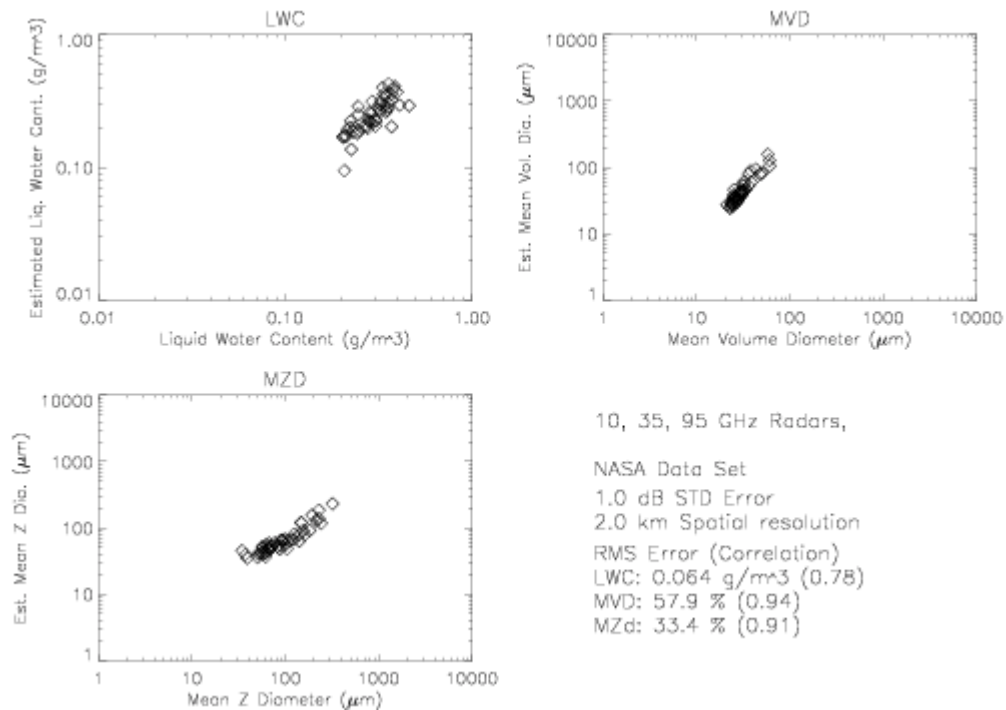 LWC
Estimated Liq. Water Cont. (g/m^3)
1.00
0.10
0.01
0.01 0.10 1.00
Liquid Water Content (g/m^3)
MVD
Est. Mean Vol. Dia. (μm)
10000
1000
100
10
1
1 10 100 1000 10000
Mean Volume Diameter (μm)
MZD
Est. Mean Z Dia. (μm)
10000
1000
100
10
1
1 10 100 1000 10000
Mean Z Diameter (μm)
10, 35, 95 GHz Radars,
NASA Data Set
1.0 dB STD Error
2.0 km Spatial resolution
RMS Error (Correlation)
LWC: 0.064 g/m^3 (0.78)
MVD: 57.9 % (0.94)
MZd: 33.4 % (0.91)